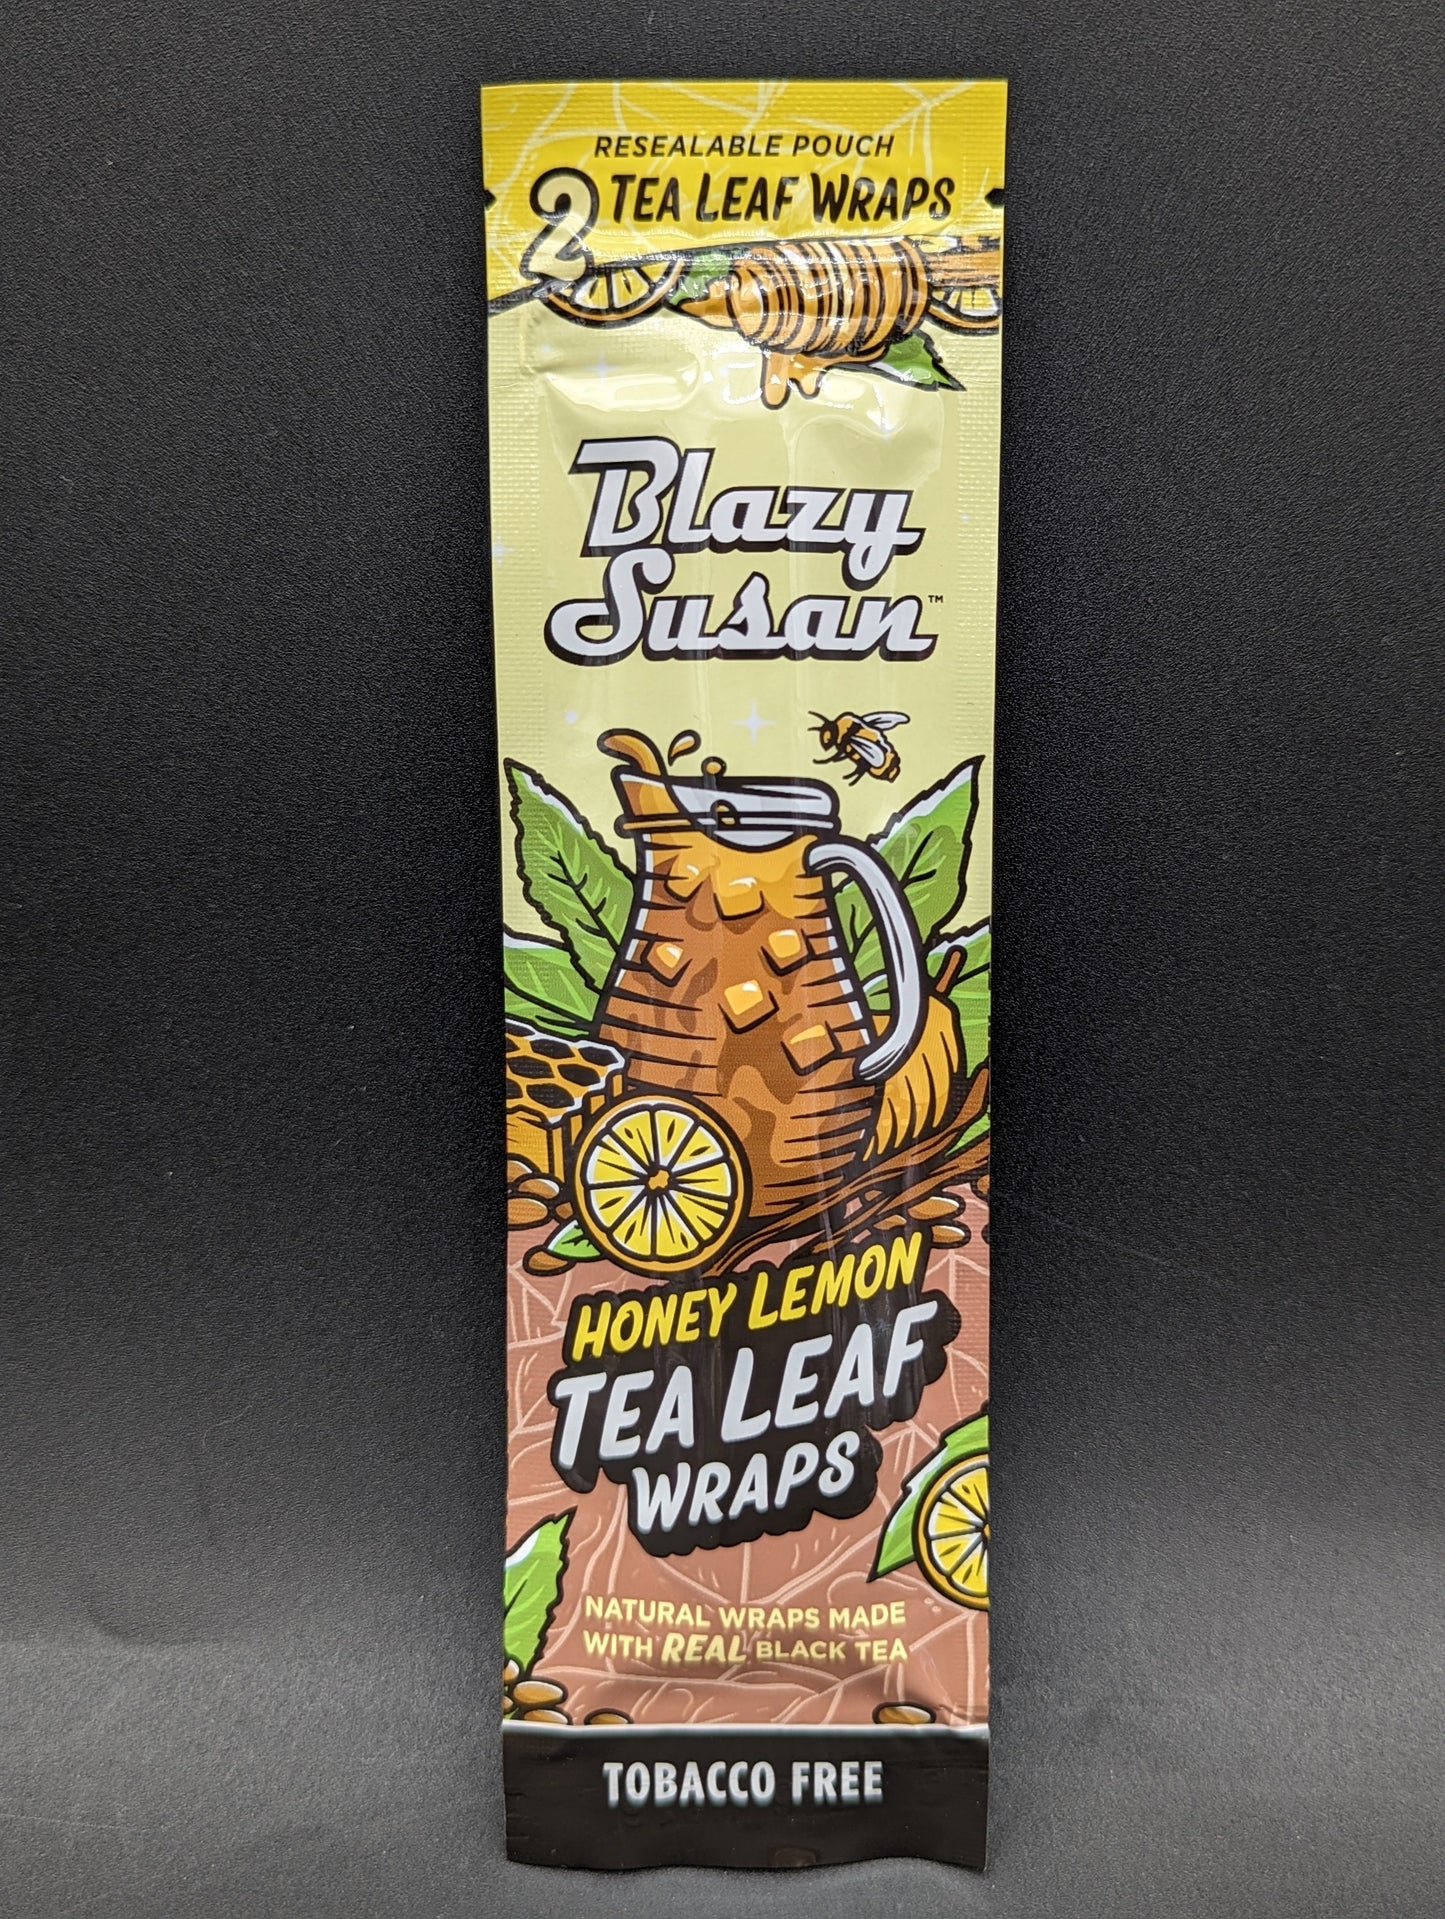 RESEALABLE POUCH
2 TEA LEAF WRAPS
Blazy
Susan™
HONEY LEMON
TEA LEAF
WRAPS
NATURAL WRAPS MADE
WITH REAL BLACK TEA
TOBACCO FREE